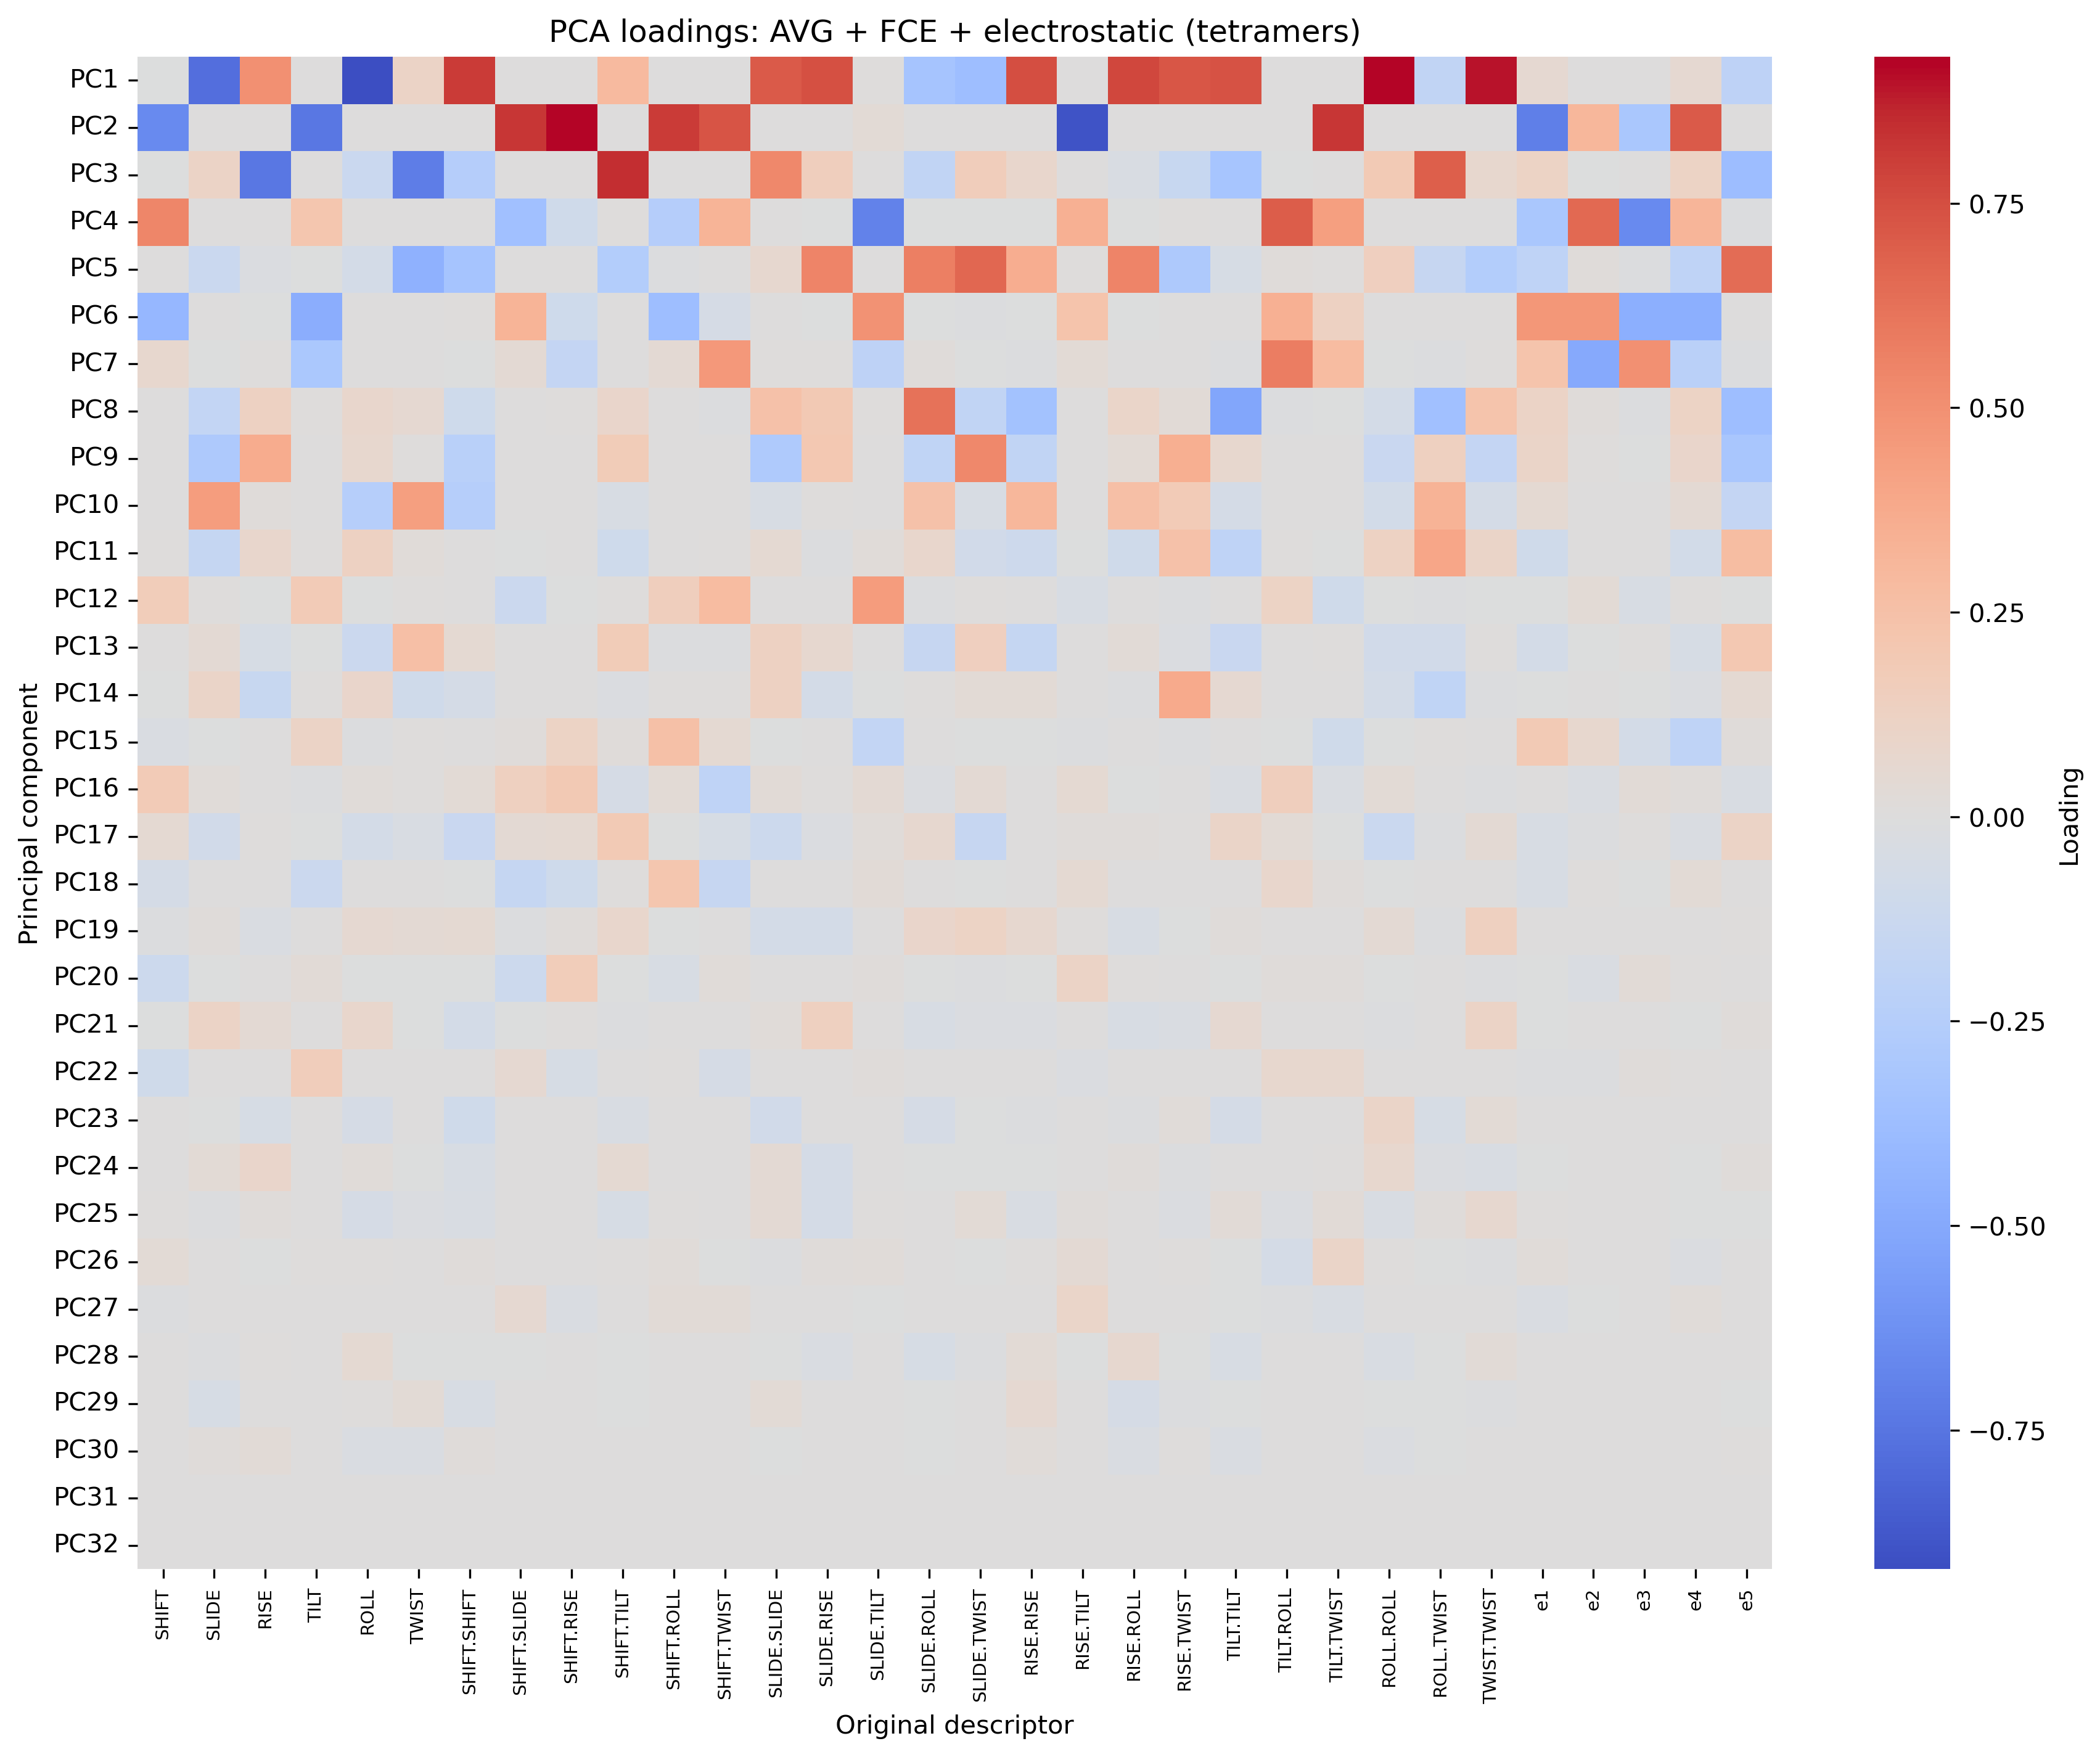 PCA loadings: AVG + FCE + electrostatic (tetramers)
Principal component
PC1
PC2
PC3
PC4
PC5
PC6
PC7
PC8
PC9
PC10
PC11
PC12
PC13
PC14
PC15
PC16
PC17
PC18
PC19
PC20
PC21
PC22
PC23
PC24
PC25
PC26
PC27
PC28
PC29
PC30
PC31
PC32
SHIFT
SLIDE
RISE
TILT
ROLL
TWIST
SHIFT.SHIFT
SHIFT.SLIDE
SHIFT.RISE
SHIFT.TILT
SHIFT.ROLL
SHIFT.TWIST
SLIDE.SLIDE
SLIDE.RISE
SLIDE.TILT
SLIDE.ROLL
SLIDE.TWIST
RISE.RISE
RISE.TILT
RISE.ROLL
RISE.TWIST
TILT.TILT
TILT.ROLL
TILT.TWIST
ROLL.ROLL
ROLL.TWIST
TWIST.TWIST
e1
e2
e3
e4
e5
Original descriptor
0.75
0.50
0.25
0.00
−0.25
−0.50
−0.75
Loading